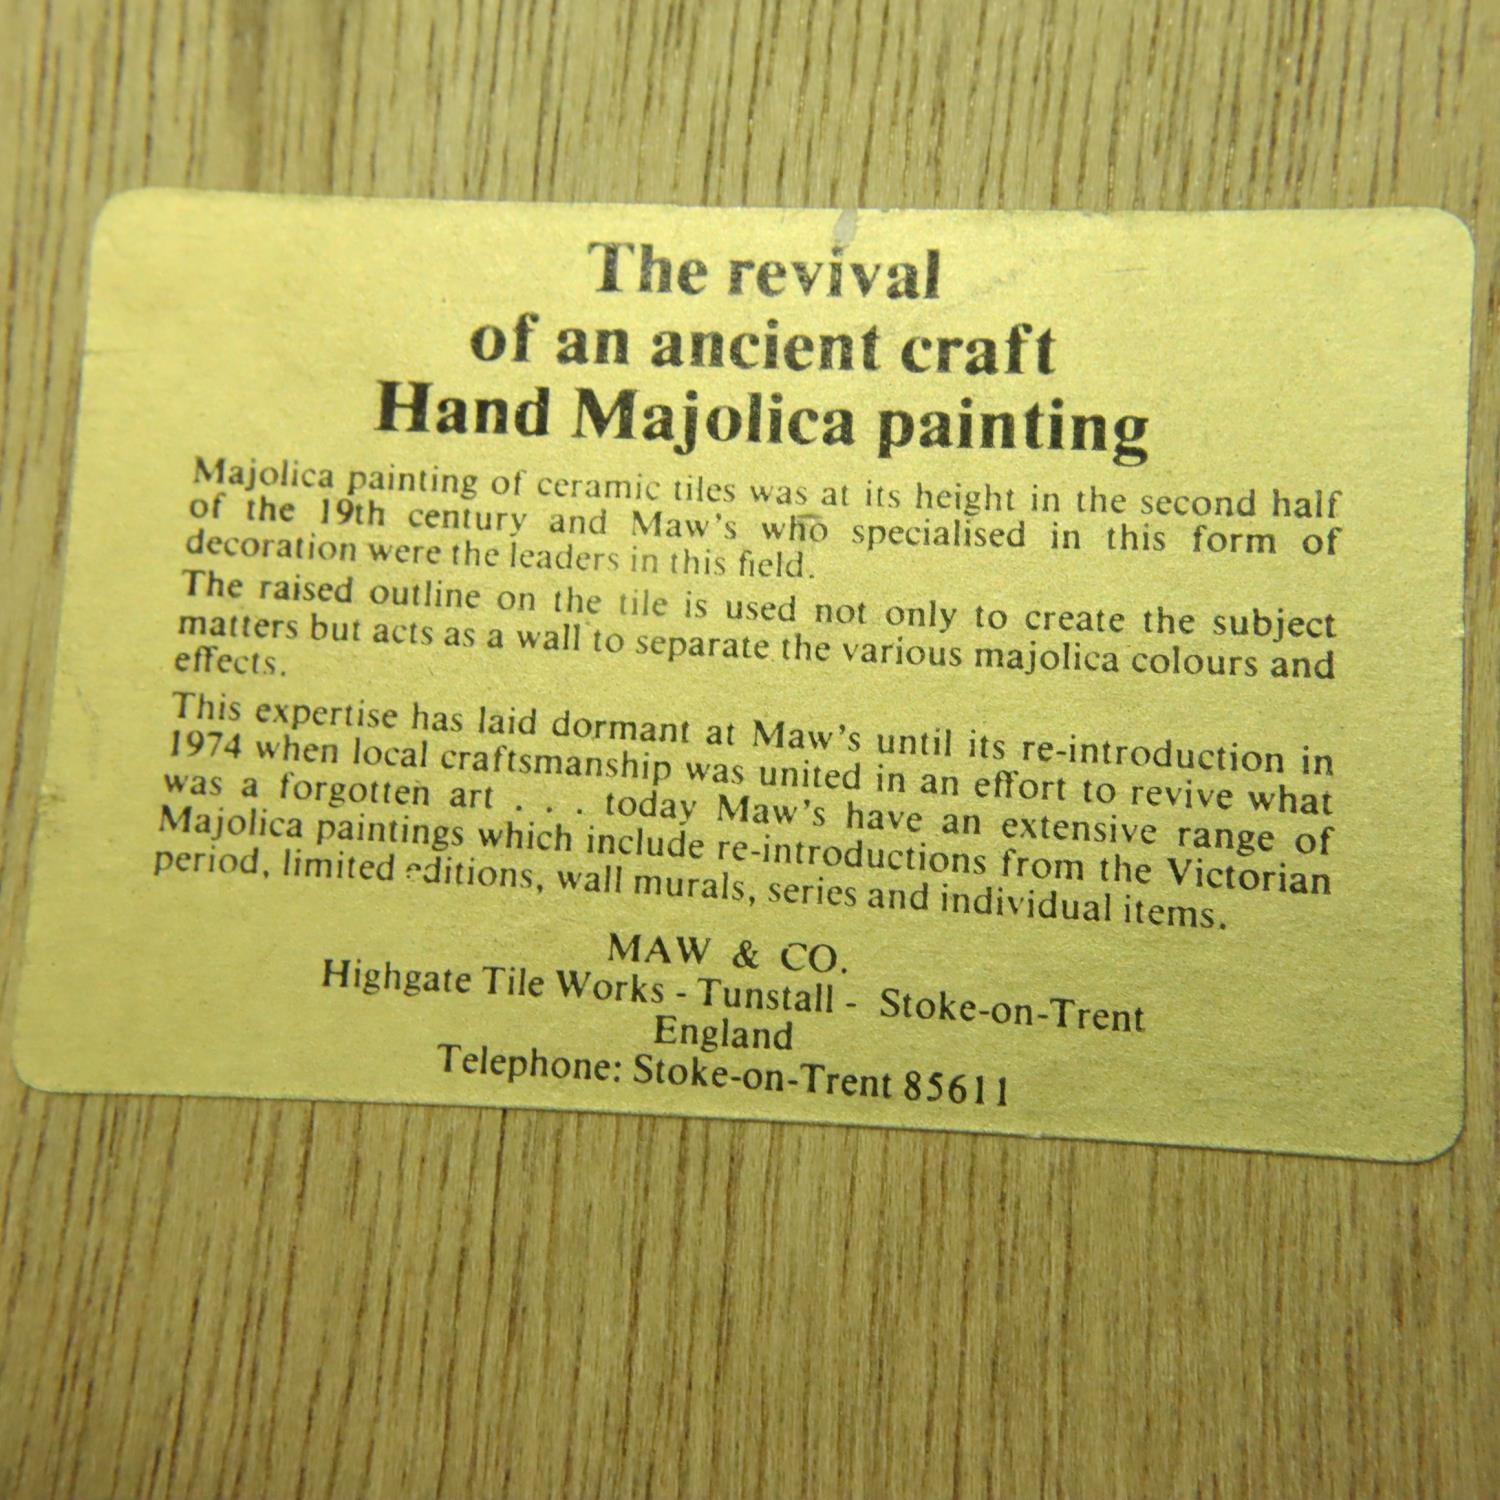 The revival
of an ancient craft
Hand Majolica painting
Majolica painting of ceramic tiles was at its height in the second half
of the 19th century and Maw's who specialised in this form of
decoration were the leaders in this field.
The raised outline on the tile is used not only to create the subject
matters but acts as a wall to separate the various majolica colours and
effects.
This expertise has laid dormant at Maw's until its re-introduction in
1974 when local craftsmanship was united in an effort to revive what
was a forgotten art . . . today Maw's have an extensive range of
Majolica paintings which include re-introductions from the Victorian
period, limited editions, wall murals, series and individual items.
MAW & CO.
Highgate Tile Works - Tunstall - Stoke-on-Trent
England
Telephone: Stoke-on-Trent 85611